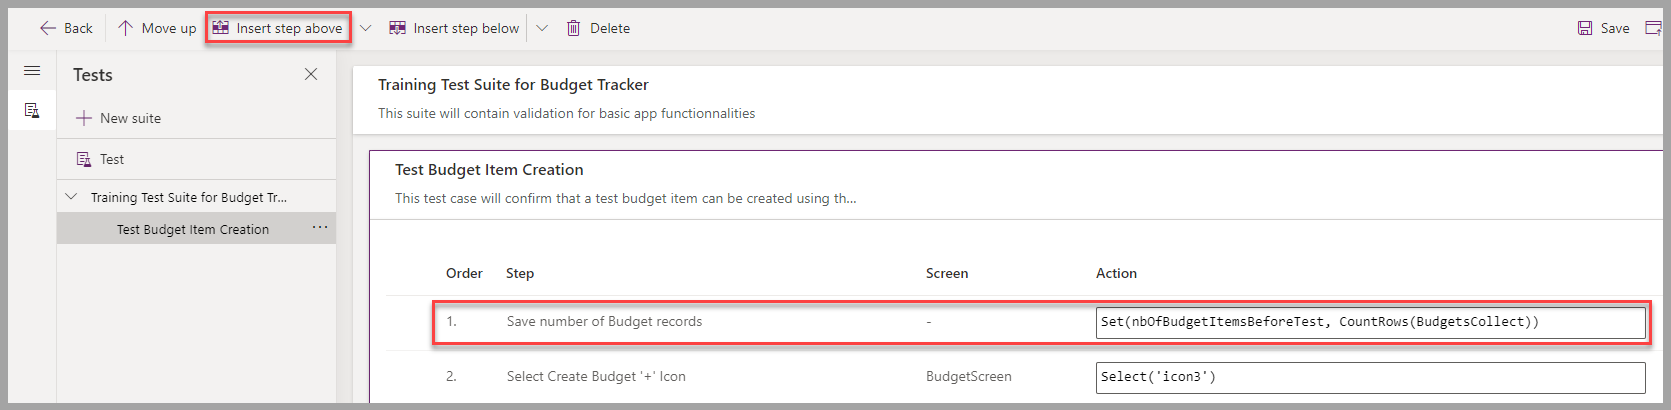 Back Move up Insert step above Insert step below Delete Save
Tests
New suite
Test
Training Test Suite for Budget Tr...
Test Budget Item Creation ...
Training Test Suite for Budget Tracker
This suite will contain validation for basic app functionnalities
Test Budget Item Creation
This test case will confirm that a test budget item can be created using th...
Order Step Screen Action
1. Save number of Budget records - Set(nbOfBudgetItemsBeforeTest, CountRows(BudgetsCollect))
2. Select Create Budget '+' Icon BudgetScreen Select('icon3')